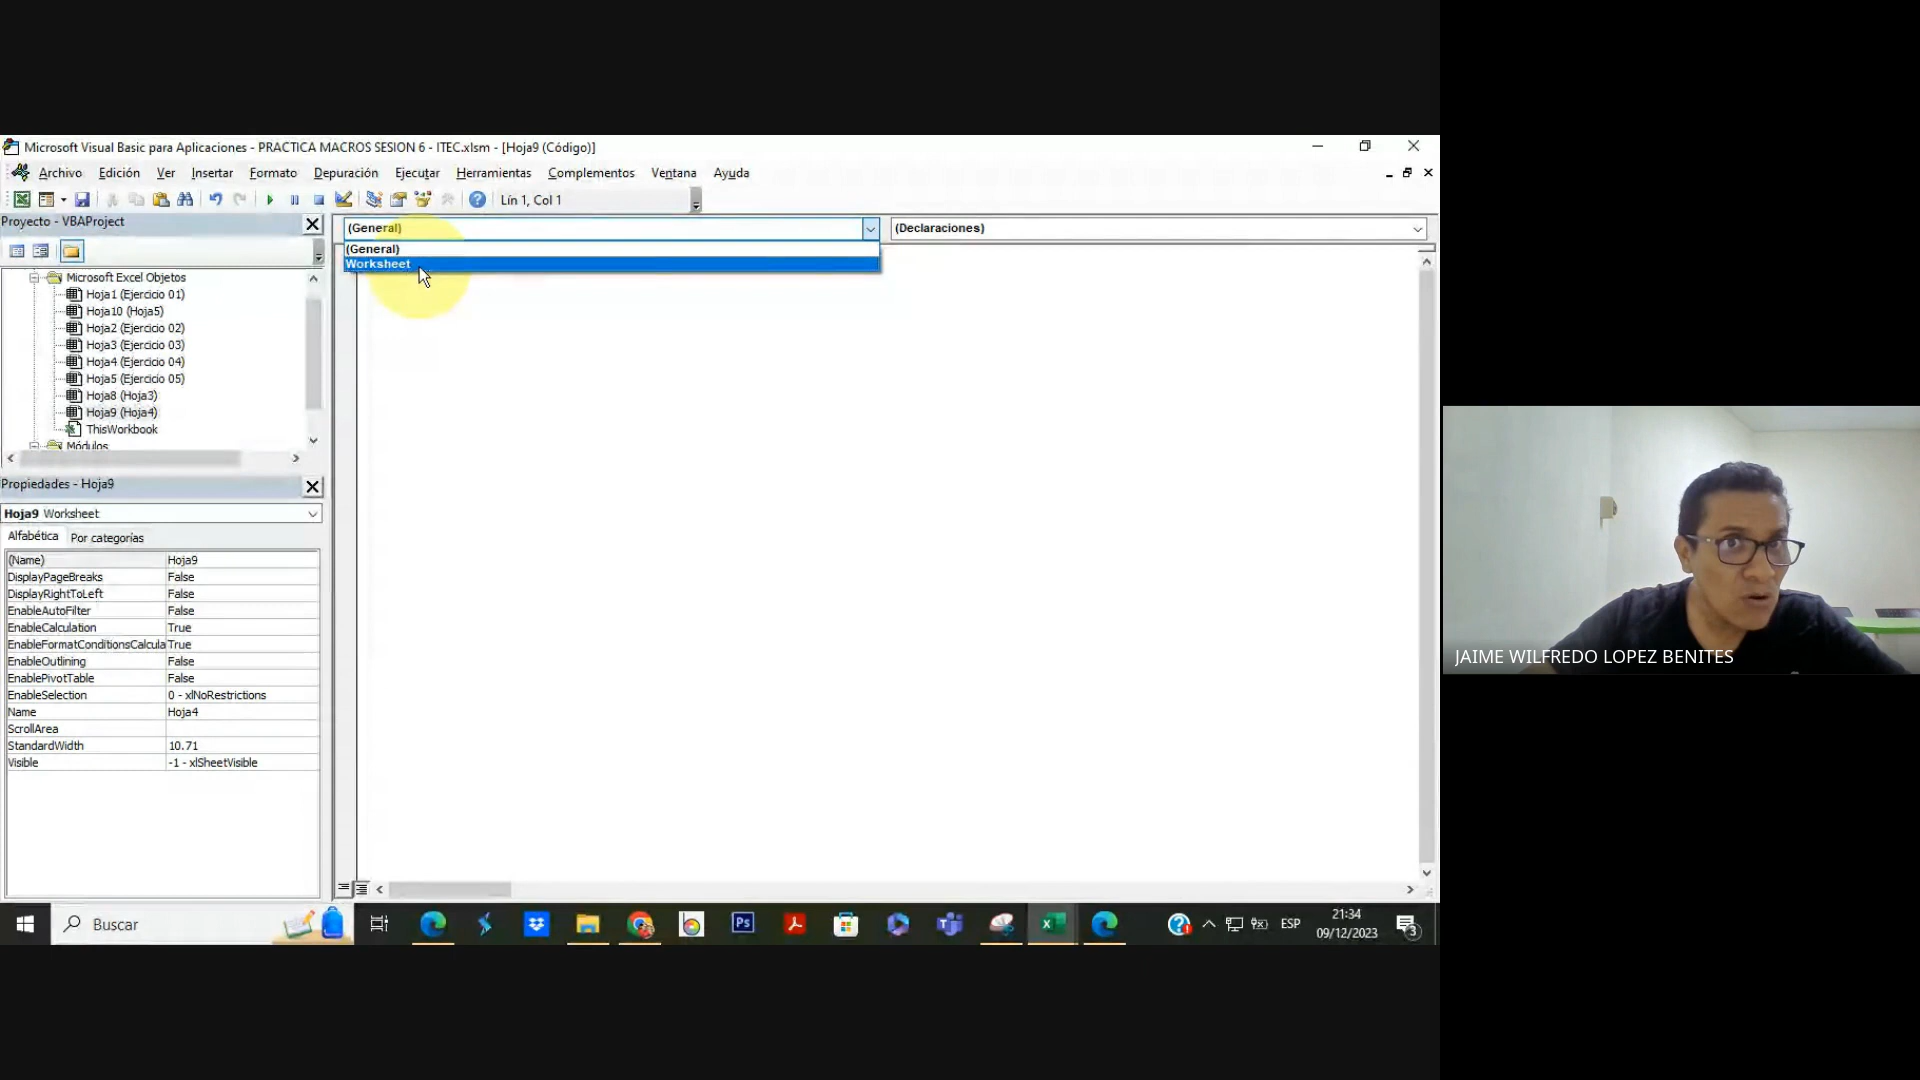 Microsoft Visual Basic para Aplicaciones - PRACTICA MACROS SESION 6 - ITEC.xlsm - [Hoja9 (Código)]
Archivo Edición Ver Insertar Formato Depuración Ejecutar Herramientas Complementos Ventana Ayuda
Lín 1, Col 1
Proyecto - VBAProject
(General) (Declaraciones)
(General)
Worksheet
Microsoft Excel Objetos
Hoja1 (Ejercicio 01)
Hoja10 (Hoja5)
Hoja2 (Ejercicio 02)
Hoja3 (Ejercicio 03)
Hoja4 (Ejercicio 04)
Hoja5 (Ejercicio 05)
Hoja8 (Hoja3)
Hoja9 (Hoja4)
ThisWorkbook
Módulos
Propiedades - Hoja9
Hoja9 Worksheet
Alfabética Por categorías
(Name) Hoja9
DisplayPageBreaks False
DisplayRightToLeft False
EnableAutoFilter False
EnableCalculation True
EnableFormatConditionsCalcula True
EnableOutlining False
EnablePivotTable False
EnableSelection 0 - xlNoRestrictions
Name Hoja4
ScrollArea
StandardWidth 10.71
Visible -1 - xlSheetVisible
JAIME WILFREDO LOPEZ BENITES
Buscar
Ps
ESP
21:34
09/12/2023
3